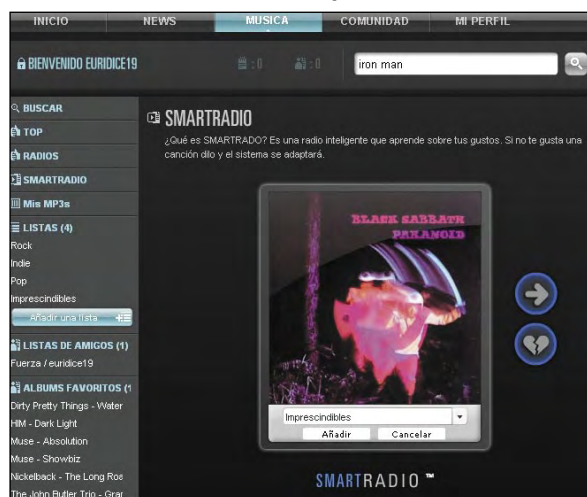 INICIO NEWS MUSICA COMUNIDAD MI PERFIL
BIENVENIDO EURIDICE19 : 0 : 0 iron man
BUSCAR
TOP
RADIOS
SMARTRADIO
Mis MP3s
LISTAS (4)
Rock
Indie
Pop
Imprescindibles
Añadir una lista
LISTAS DE AMIGOS (1)
Fuerza / euridice19
ALBUMS FAVORITOS (1
Dirty Pretty Things - Water
HIM - Dark Light
Muse - Absolution
Muse - Showbiz
Nickelback - The Long Roa
The John Butler Trio - Gran
SMARTRADIO
¿Qué es SMARTRADO? Es una radio inteligente que aprende sobre tus gustos. Si no te gusta una
canción dilo y el sistema se adaptará.
BLACK SABBATH
PARANOID
Imprescindibles
Añadir Cancelar
SMARTRADIO ™